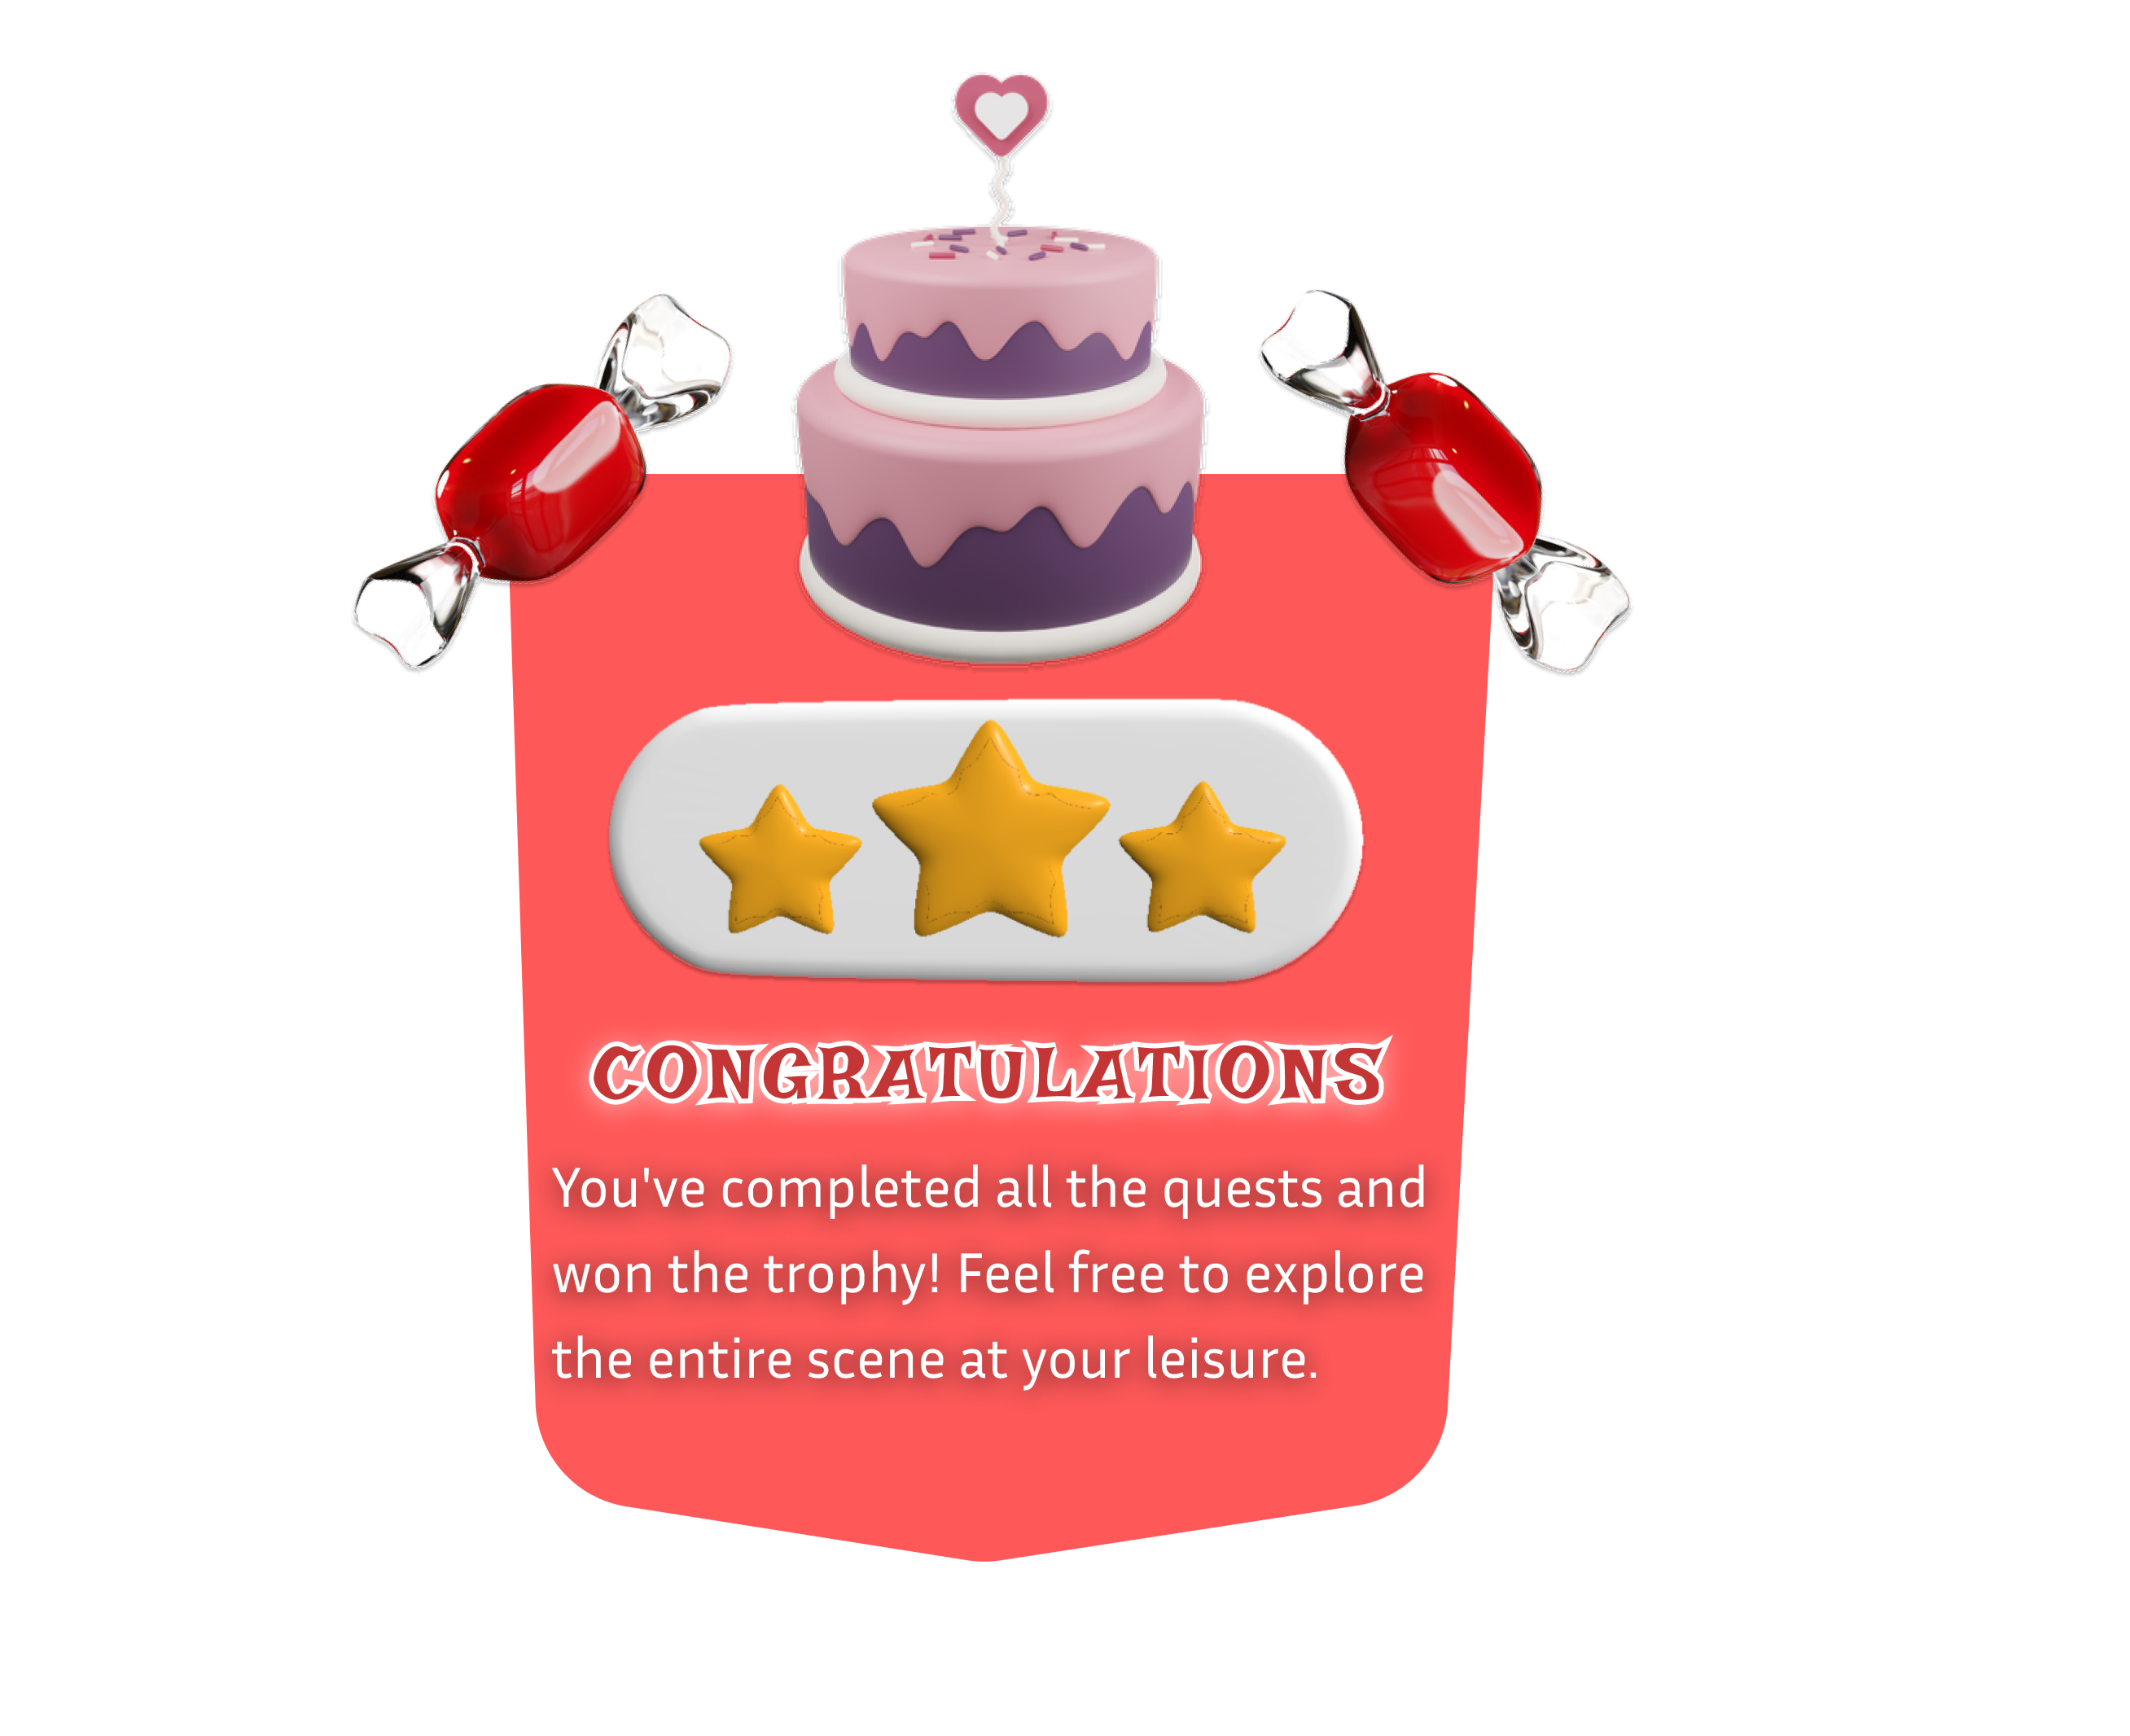 CONGRATULATIONS
You've completed all the quests and
won the trophy! Feel free to explore
the entire scene at your leisure.